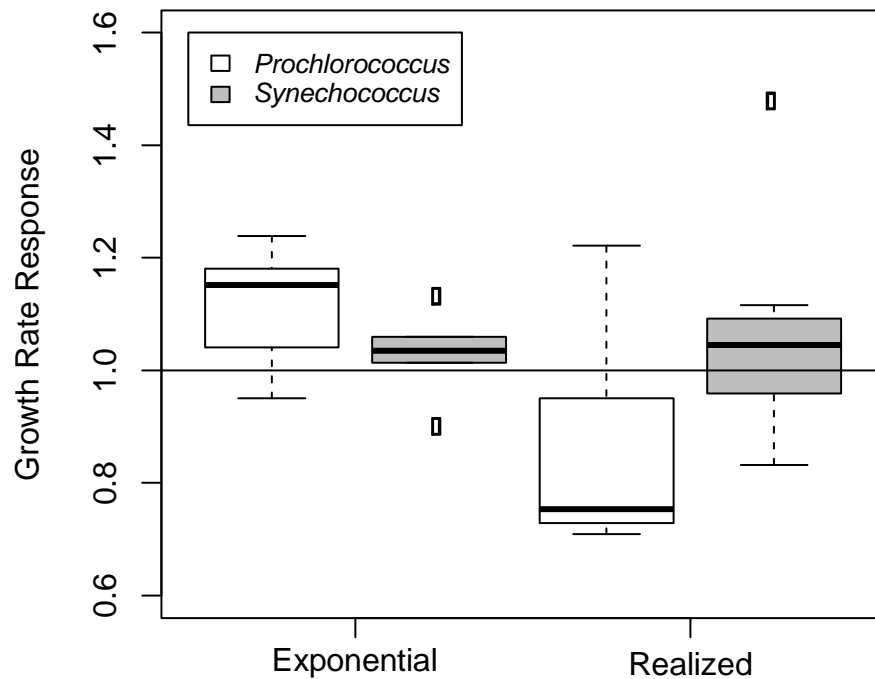 Growth Rate Response
1.6
1.4
1.2
1.0
0.8
0.6
Prochlorococcus
Synechococcus
Exponential
Realized